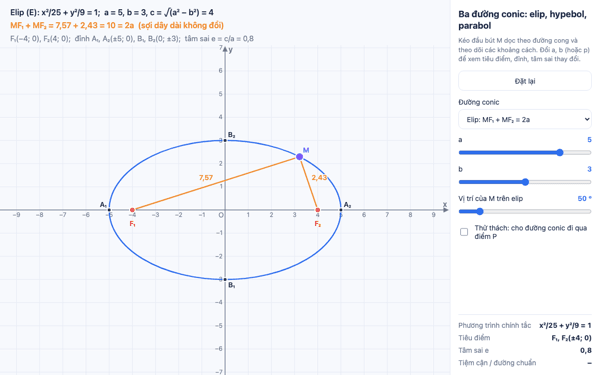 Elip (E): x²/25 + y²/9 = 1; a = 5, b = 3, c = √(a² − b²) = 4
MF₁ + MF₂ = 7,57 + 2,43 = 10 = 2a (sợi dây dài không đổi)
F₁(−4; 0), F₂(4; 0); đỉnh A₁, A₂(±5; 0), B₁, B₂(0; ±3); tâm sai e = c/a = 0,8
7
y
6
5
4
B₂
3
M
2
7,57
2,43
1
A₁
A₂
x
−9 −8 −7 −6 −5 −4 −3 −2 −1 O 1 2 3 4 5 6 7 8 9
F₁
F₂
−1
−2
−3
B₁
−4
−5
−6
−7
Ba đường conic: elip, hypebol, parabol
Kéo đầu bút M dọc theo đường cong và theo dõi các khoảng cách. Đổi a, b (hoặc p) để xem tiêu điểm, đỉnh, tâm sai thay đổi.
Đặt lại
Đường conic
Elip: MF₁ + MF₂ = 2a
a 5
b 3
Vị trí của M trên elip 50 °
Thử thách: cho đường conic đi qua điểm P
Phương trình chính tắc x²/25 + y²/9 = 1
Tiêu điểm F₁, F₂(±4; 0)
Tâm sai e 0,8
Tiệm cận / đường chuẩn –